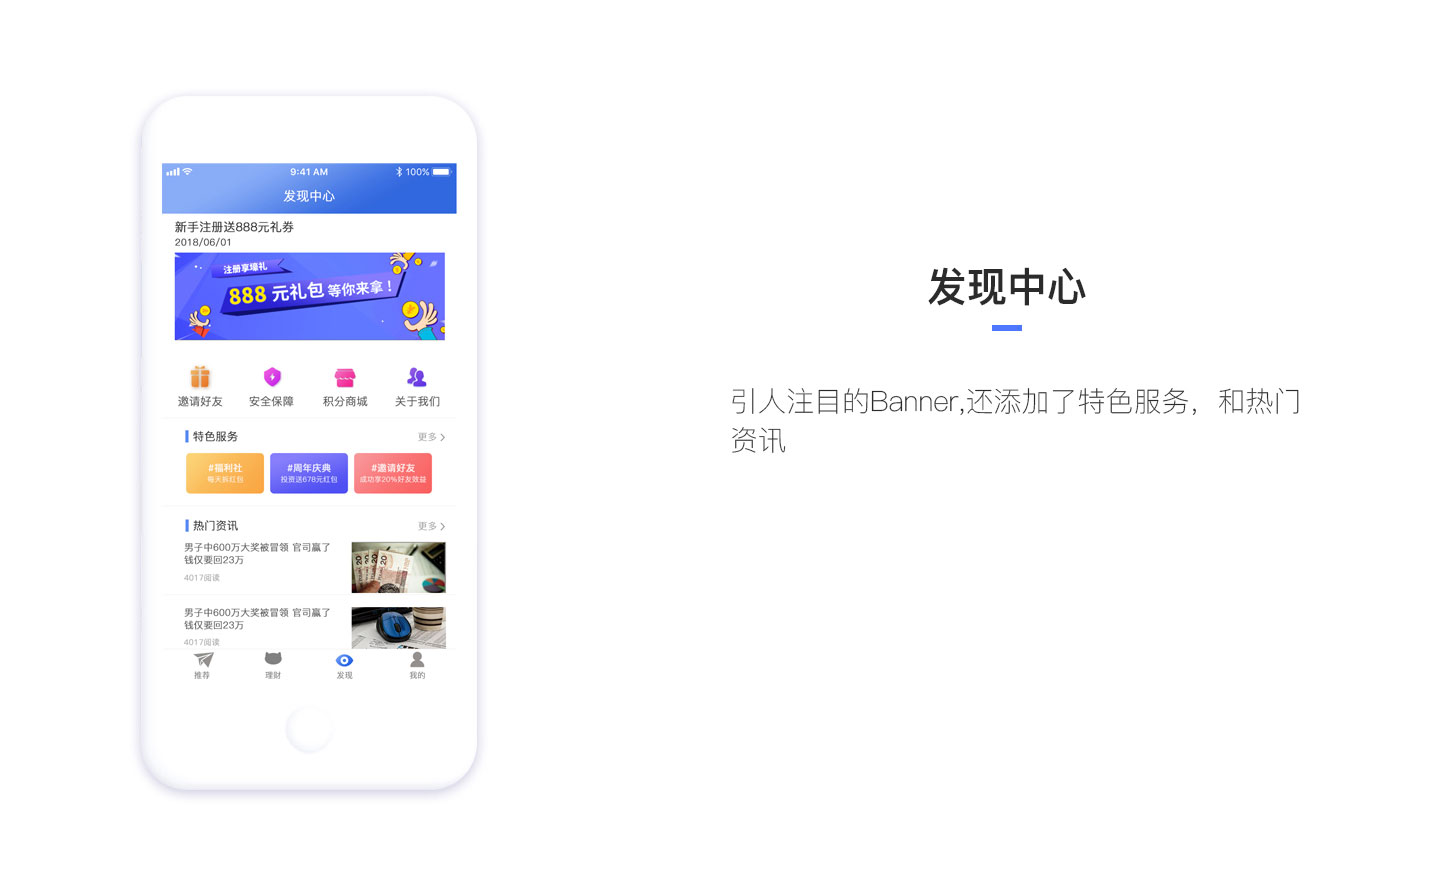 9:41 AM
100%
发现中心
新手注册送888元礼券
2018/06/01
注册享壕礼
888 元礼包 等你来拿！
邀请好友
安全保障
积分商城
关于我们
特色服务
更多
#福利社
每天拆红包
#周年庆典
投资送678元红包
#邀请好友
成功享20%好友效益
热门资讯
更多
男子中600万大奖被冒领 官司赢了
钱仅要回23万
4017阅读
男子中600万大奖被冒领 官司赢了
钱仅要回23万
4017阅读
推荐
理财
发现
我的
发现中心
引人注目的Banner,还添加了特色服务，和热门
资讯